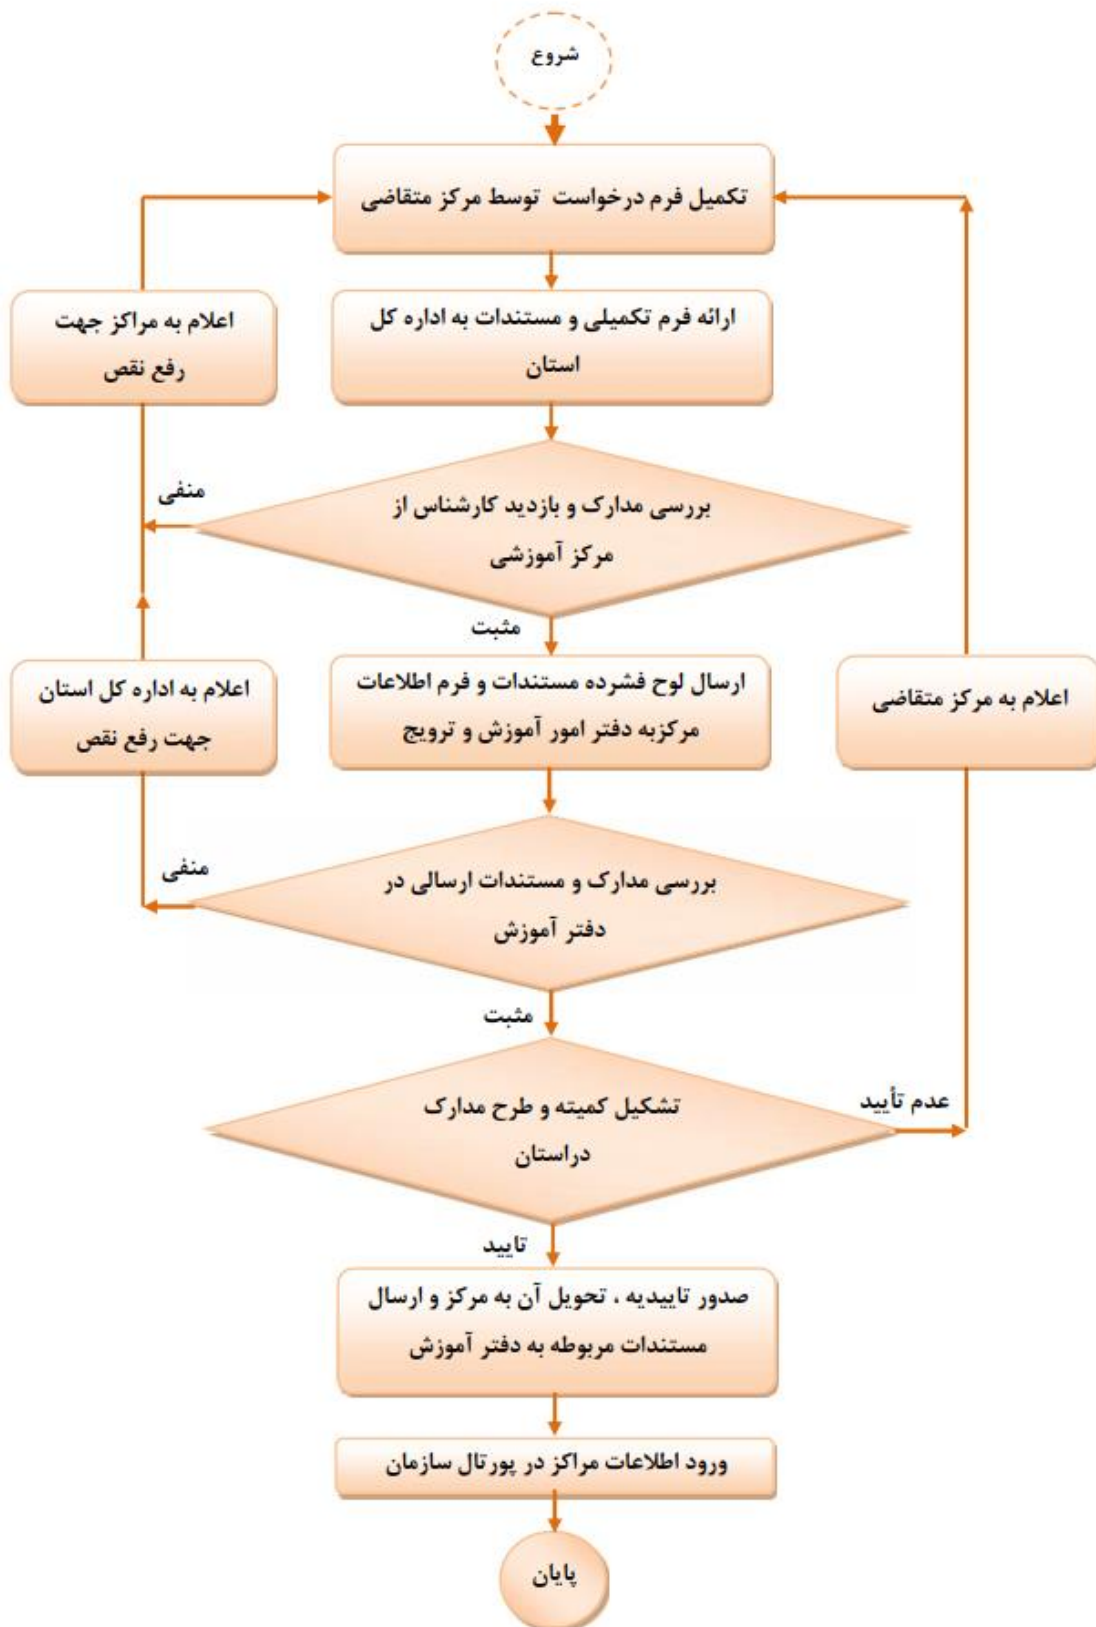 شروع
تکمیل فرم درخواست توسط مرکز متقاضی
ارائه فرم تکمیلی و مستندات به اداره کل
استان
اعلام به مراکز جهت
رفع نقص
منفی
بررسی مدارک و بازدید کارشناس از
مرکز آموزشی
مثبت
ارسال لوح فشرده مستندات و فرم اطلاعات
مرکزبه دفتر امور آموزش و ترویج
اعلام به اداره کل استان
جهت رفع نقص
اعلام به مرکز متقاضی
منفی
بررسی مدارک و مستندات ارسالی در
دفتر آموزش
مثبت
تشکیل کمیته و طرح مدارک
دراستان
عدم تأیید
تایید
صدور تاییدیه ، تحویل آن به مرکز و ارسال
مستندات مربوطه به دفتر آموزش
ورود اطلاعات مراکز در پورتال سازمان
پایان